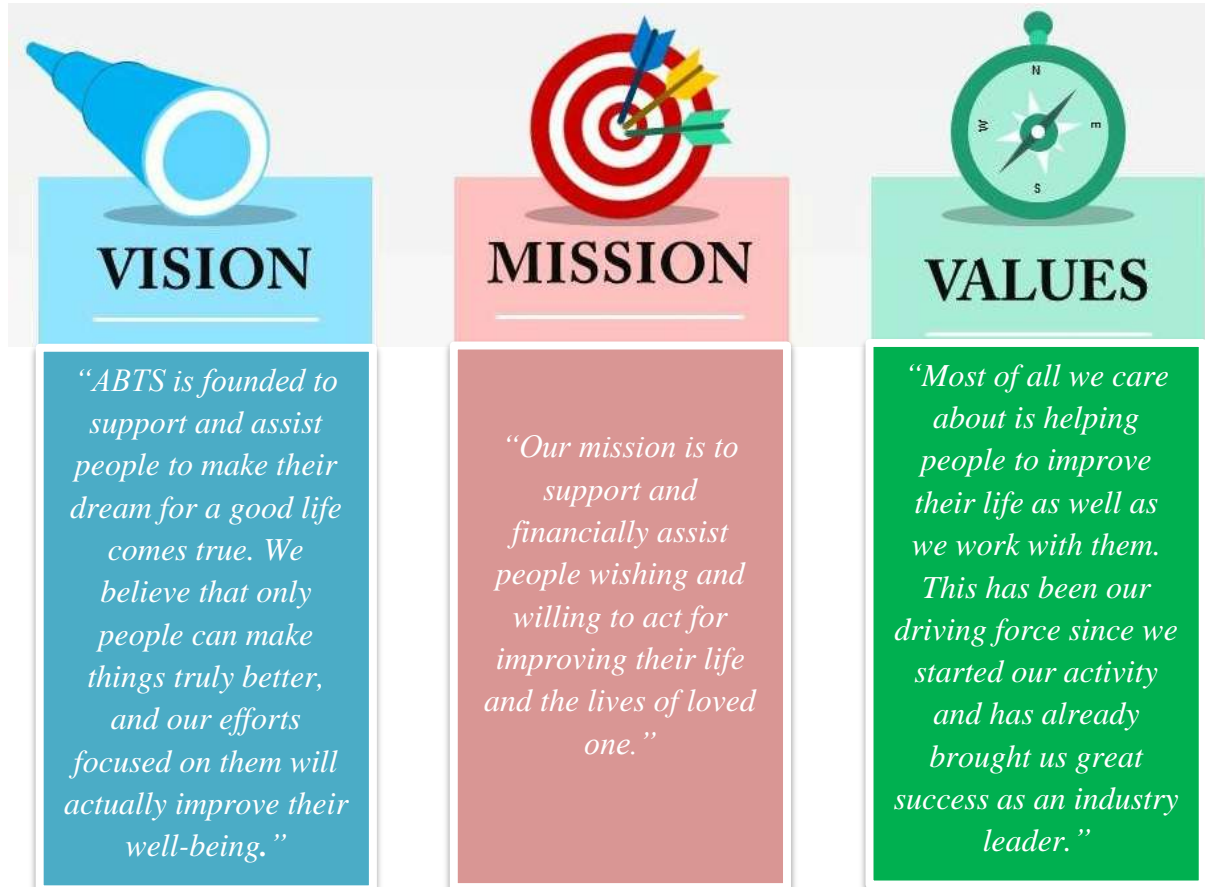 N
W
e
S
VISION
MISSION
VALUES
“ABTS is founded to
support and assist
people to make their
dream for a good life
comes true. We
believe that only
people can make
things truly better,
and our efforts
focused on them will
actually improve their
well-being.”
“Our mission is to
support and
financially assist
people wishing and
willing to act for
improving their life
and the lives of loved
one.”
“Most of all we care
about is helping
people to improve
their life as well as
we work with them.
This has been our
driving force since we
started our activity
and has already
brought us great
success as an industry
leader.”